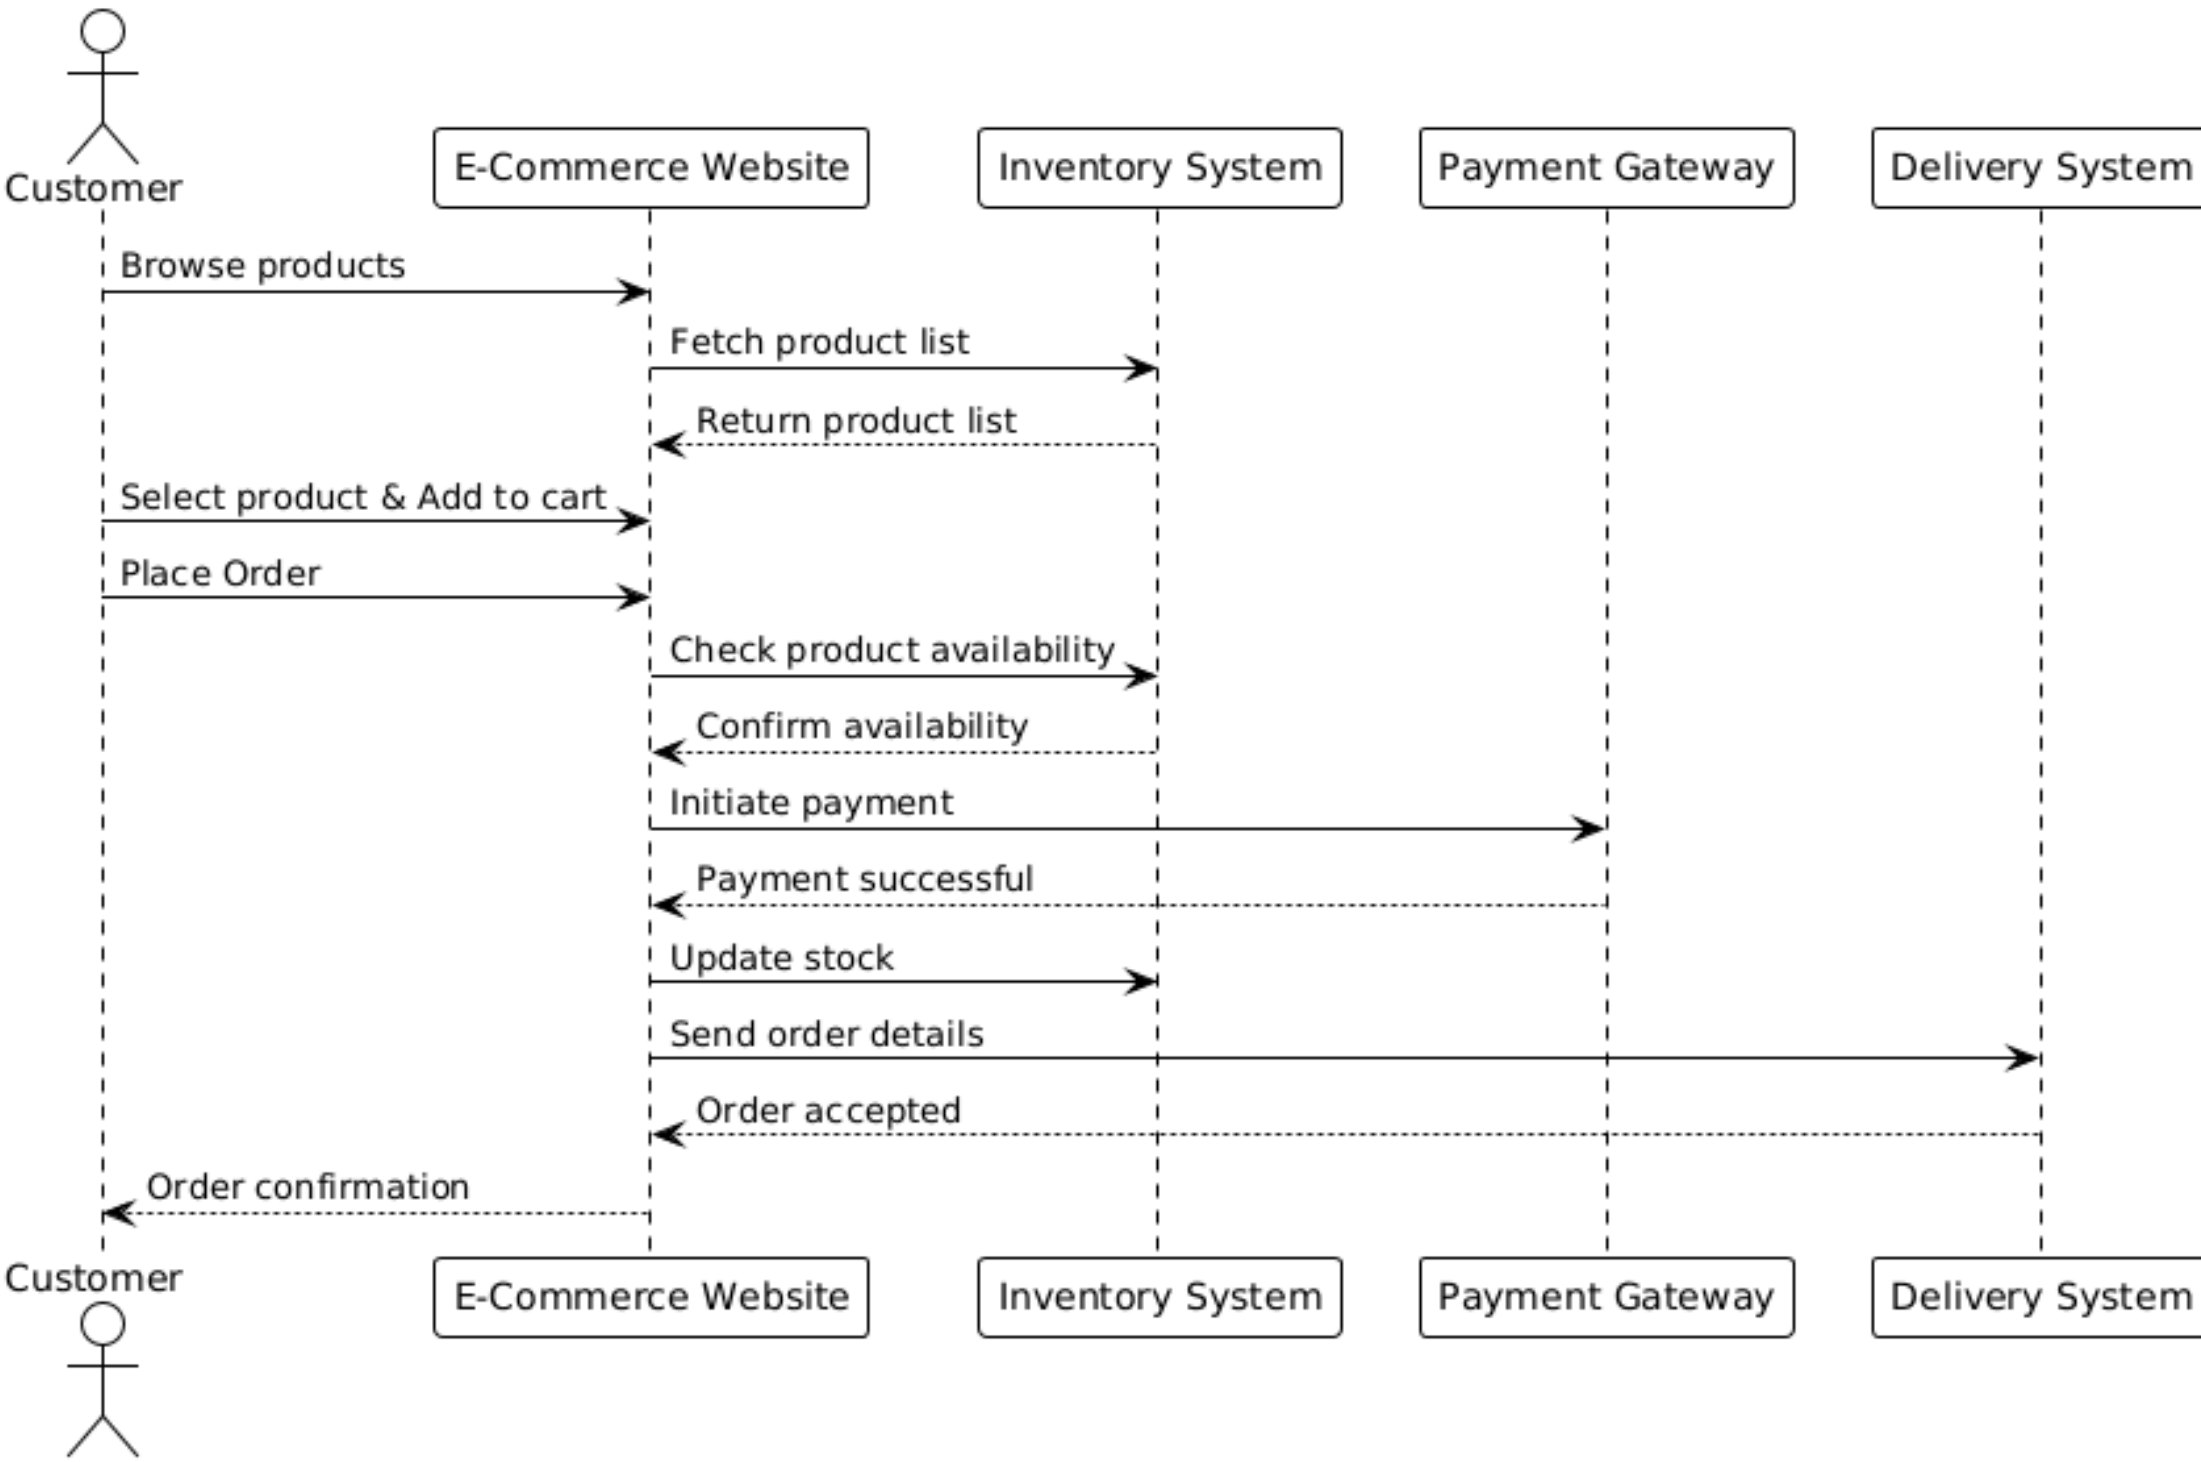 Customer
E-Commerce Website
Inventory System
Payment Gateway
Delivery System
Browse products
Fetch product list
Return product list
Select product & Add to cart
Place Order
Check product availability
Confirm availability
Initiate payment
Payment successful
Update stock
Send order details
Order accepted
Order confirmation
Customer
E-Commerce Website
Inventory System
Payment Gateway
Delivery System